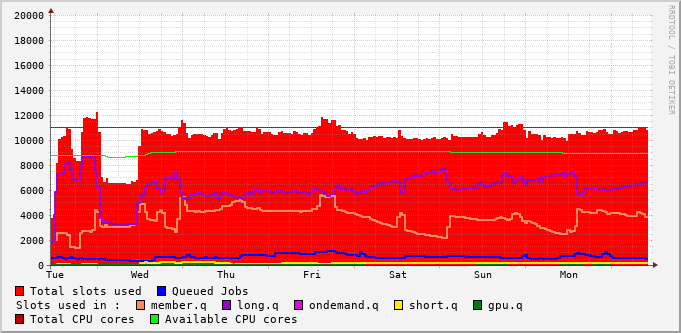 20000
18000
16000
14000
12000
10000
8000
6000
4000
2000
0
Tue Wed Thu Fri Sat Sun Mon
RRDTOOL / TOBI OETIKER
Total slots used Queued Jobs
Slots used in : member.q long.q ondemand.q short.q gpu.q
Total CPU cores Available CPU cores